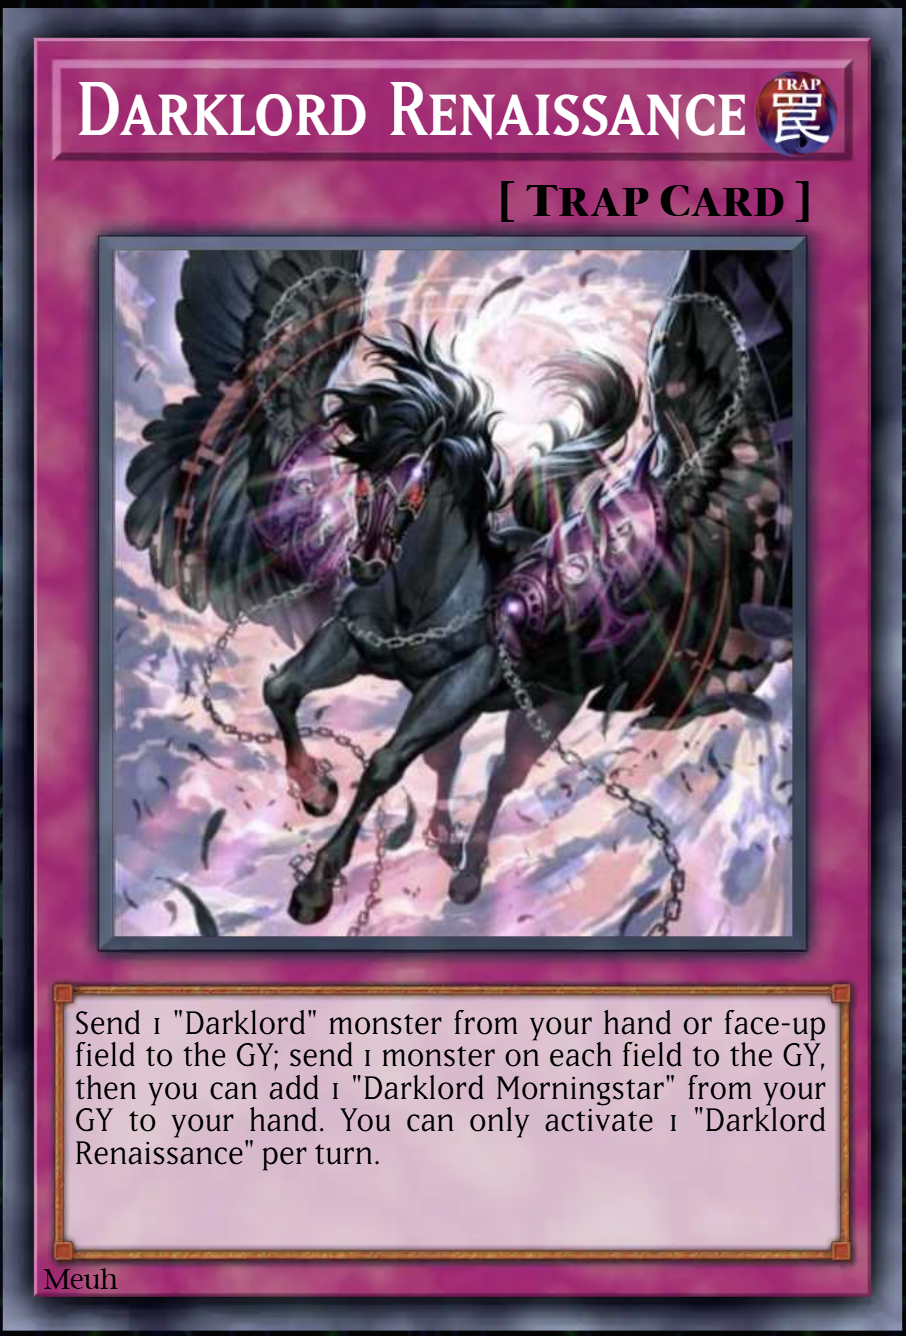 Darklord Renaissance
TRAP
罠
[ Trap Card ]
Send 1 "Darklord" monster from your hand or face-up
field to the GY; send 1 monster on each field to the GY,
then you can add 1 "Darklord Morningstar" from your
GY to your hand. You can only activate 1 "Darklord
Renaissance" per turn.
Meuh